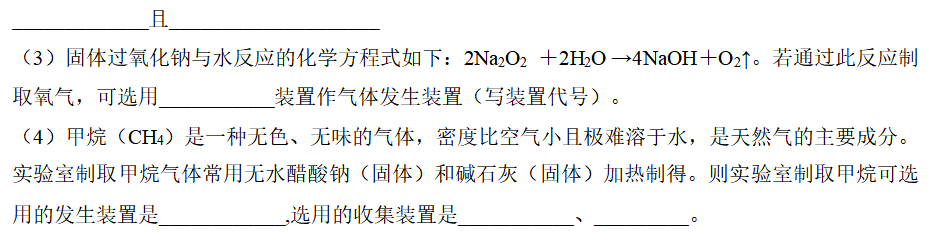 ____________且__________________
（3）固体过氧化钠与水反应的化学方程式如下：2Na₂O₂ ＋2H₂O →4NaOH＋O₂↑。若通过此反应制
取氧气，可选用__________装置作气体发生装置（写装置代号）。
（4）甲烷（CH₄）是一种无色、无味的气体，密度比空气小且极难溶于水，是天然气的主要成分。
实验室制取甲烷气体常用无水醋酸钠（固体）和碱石灰（固体）加热制得。则实验室制取甲烷可选
用的发生装置是___________,选用的收集装置是__________、________。